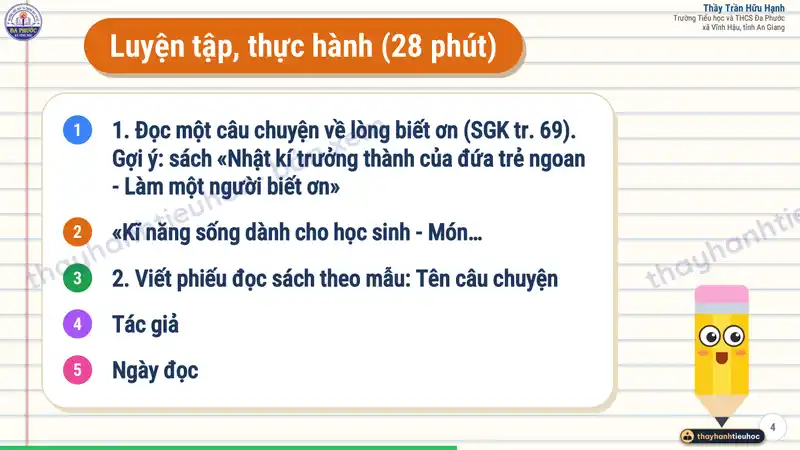 Thầy Trần Hữu Hạnh
Trường Tiểu học và THCS Đa Phước
xã Vĩnh Hậu, tỉnh An Giang
ĐA PHƯỚC
Luyện tập, thực hành (28 phút)
1
1. Đọc một câu chuyện về lòng biết ơn (SGK tr. 69).
Gợi ý: sách «Nhật kí trưởng thành của đứa trẻ ngoan
- Làm một người biết ơn»
2
«Kĩ năng sống dành cho học sinh - Món…
3
2. Viết phiếu đọc sách theo mẫu: Tên câu chuyện
4
Tác giả
5
Ngày đọc
thayhanhtieuhoc
4